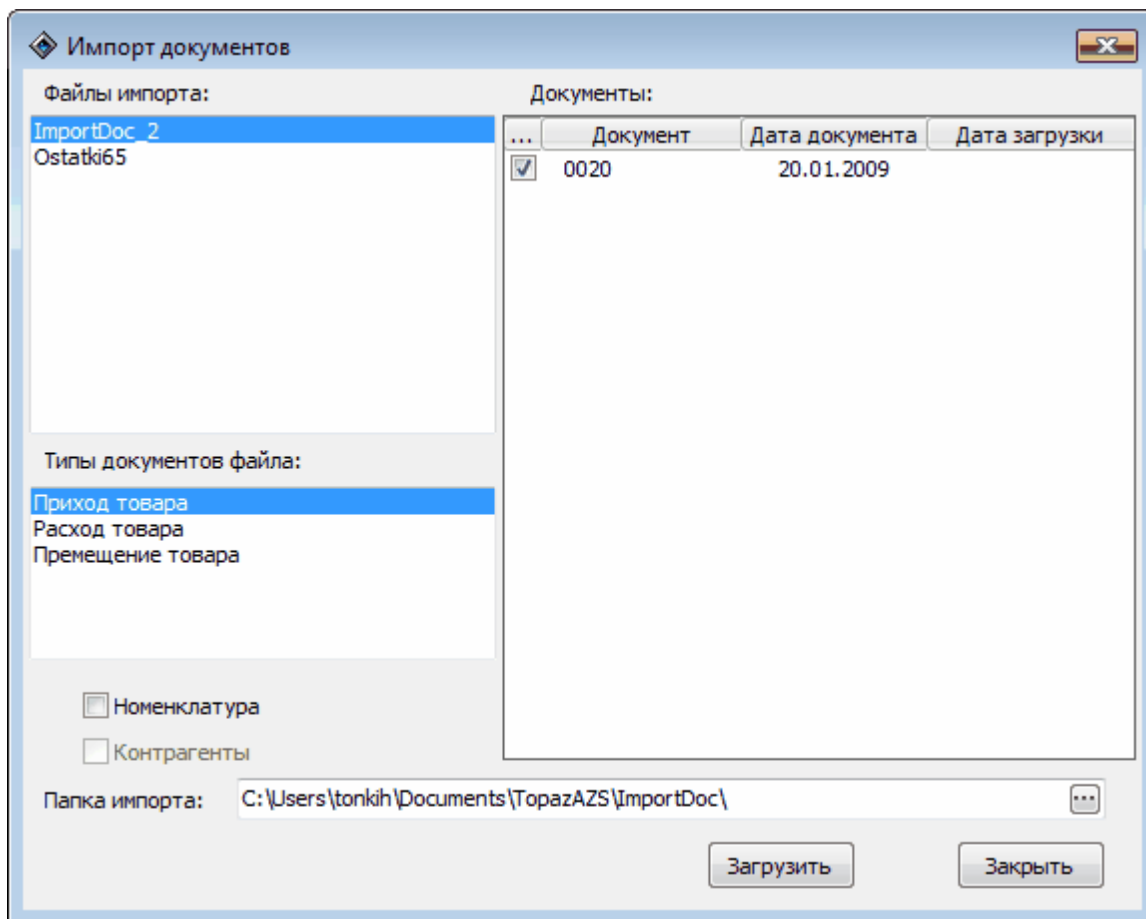 Импорт документов
Файлы импорта:
ImportDoc_2
Ostatki65
Документы:
... Документ Дата документа Дата загрузки
0020 20.01.2009
Типы документов файла:
Приход товара
Расход товара
Премещение товара
Номенклатура
Контрагенты
Папка импорта: C:\Users\tonkih\Documents\TopazAZS\ImportDoc\ ...
Загрузить Закрыть